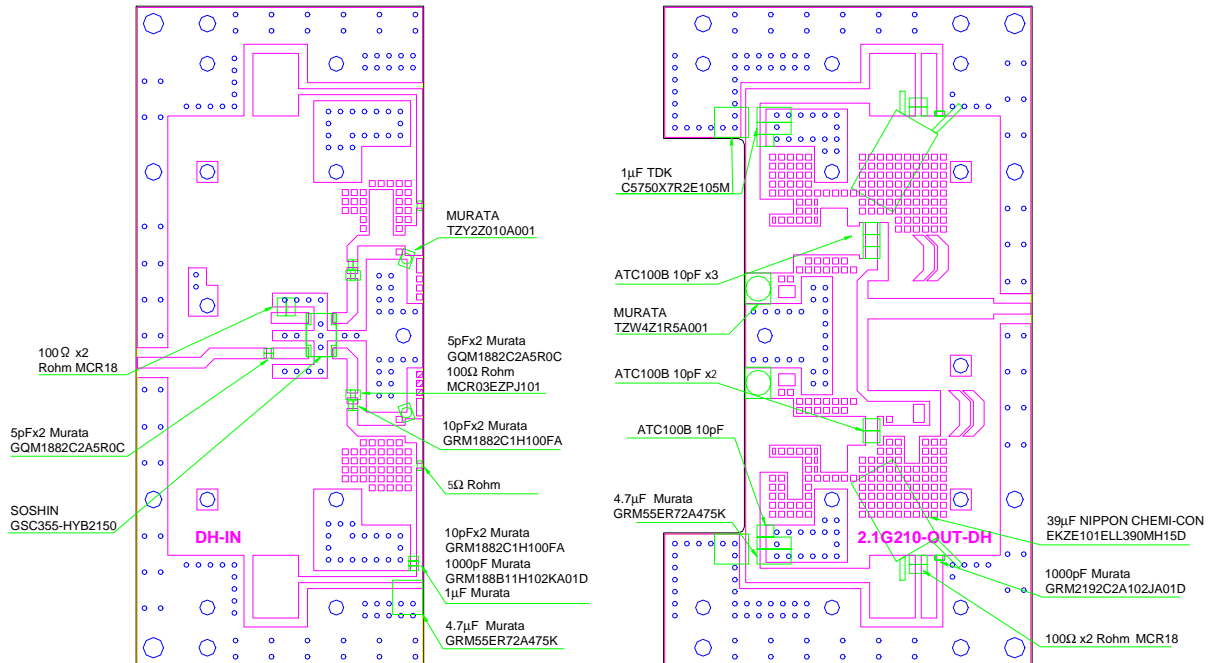 MURATA
TZY2Z010A001
100Ω x2
Rohm MCR18
5pFx2 Murata
GQM1882C2A5R0C
100Ω Rohm
MCR03EZPJ101
5pFx2 Murata
GQM1882C2A5R0C
10pFx2 Murata
GRM1882C1H100FA
5Ω Rohm
SOSHIN
GSC355-HYB2150
DH-IN
10pFx2 Murata
GRM1882C1H100FA
1000pF Murata
GRM188B11H102KA01D
1µF Murata
4.7µF Murata
GRM55ER72A475K
1µF TDK
C5750X7R2E105M
ATC100B 10pF x3
MURATA
TZW4Z1R5A001
ATC100B 10pF x2
ATC100B 10pF
4.7µF Murata
GRM55ER72A475K
2.1G210-OUT-DH
39µF NIPPON CHEMI-CON
EKZE101ELL390MH15D
1000pF Murata
GRM2192C2A102JA01D
100Ω x2 Rohm MCR18